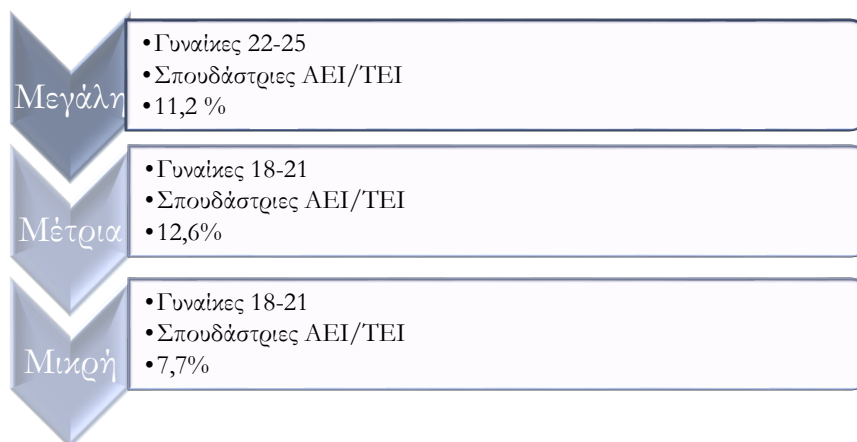 Μεγάλη
•Γυναίκες 22-25
•Σπουδάστριες ΑΕΙ/ΤΕΙ
•11,2 %
Μέτρια
•Γυναίκες 18-21
•Σπουδάστριες ΑΕΙ/ΤΕΙ
•12,6%
Μικρή
•Γυναίκες 18-21
•Σπουδάστριες ΑΕΙ/ΤΕΙ
•7,7%